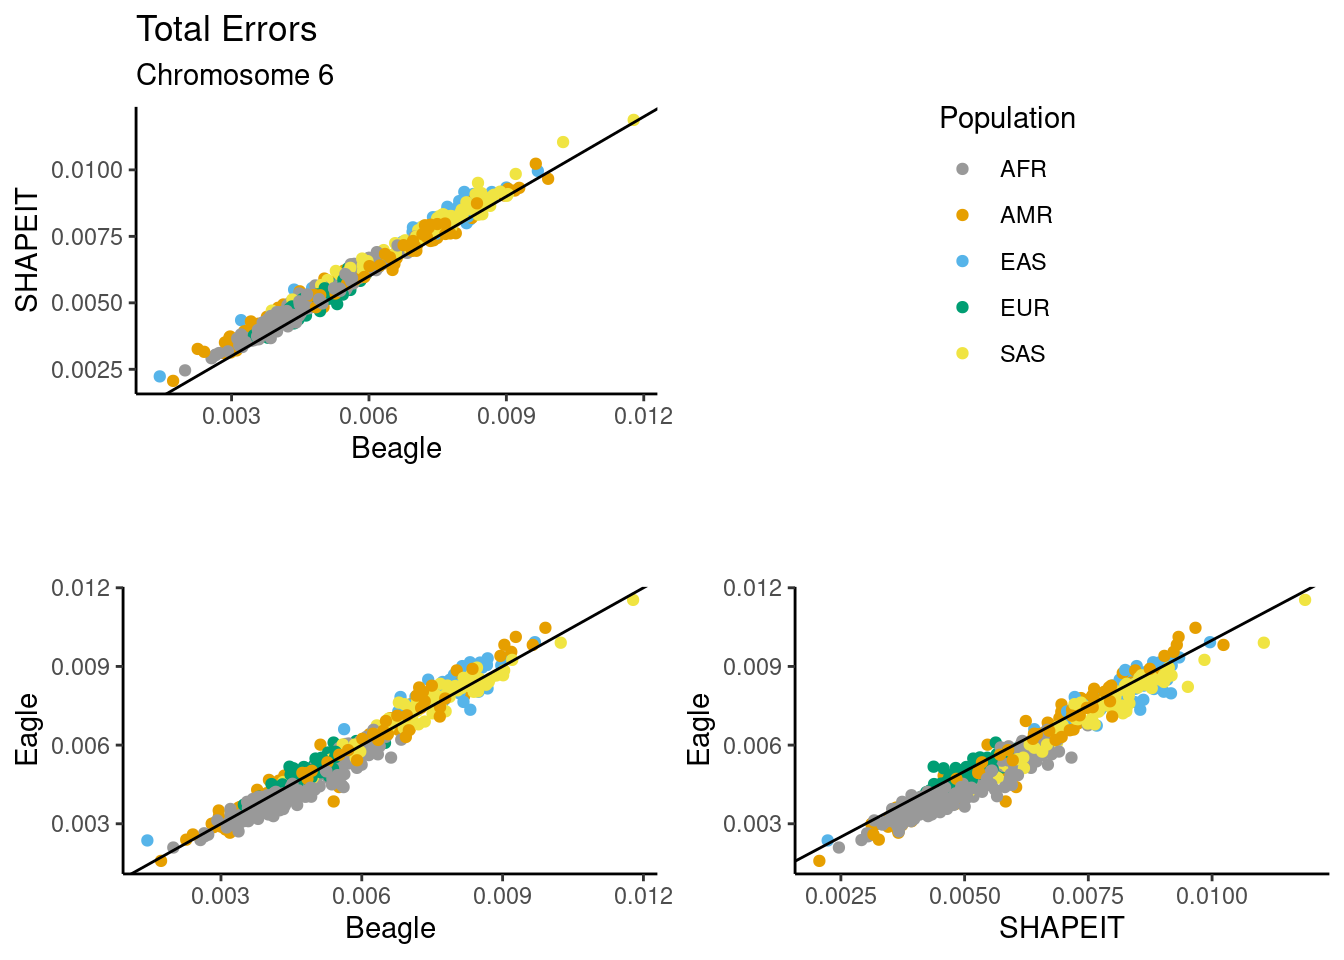 Total Errors
Chromosome 6
SHAPEIT
0.0100
0.0075
0.0050
0.0025
0.003 0.006 0.009 0.012
Beagle
Population
AFR
AMR
EAS
EUR
SAS
Eagle
0.012
0.009
0.006
0.003
0.003 0.006 0.009 0.012
Beagle
Eagle
0.012
0.009
0.006
0.003
0.0025 0.0050 0.0075 0.0100
SHAPEIT